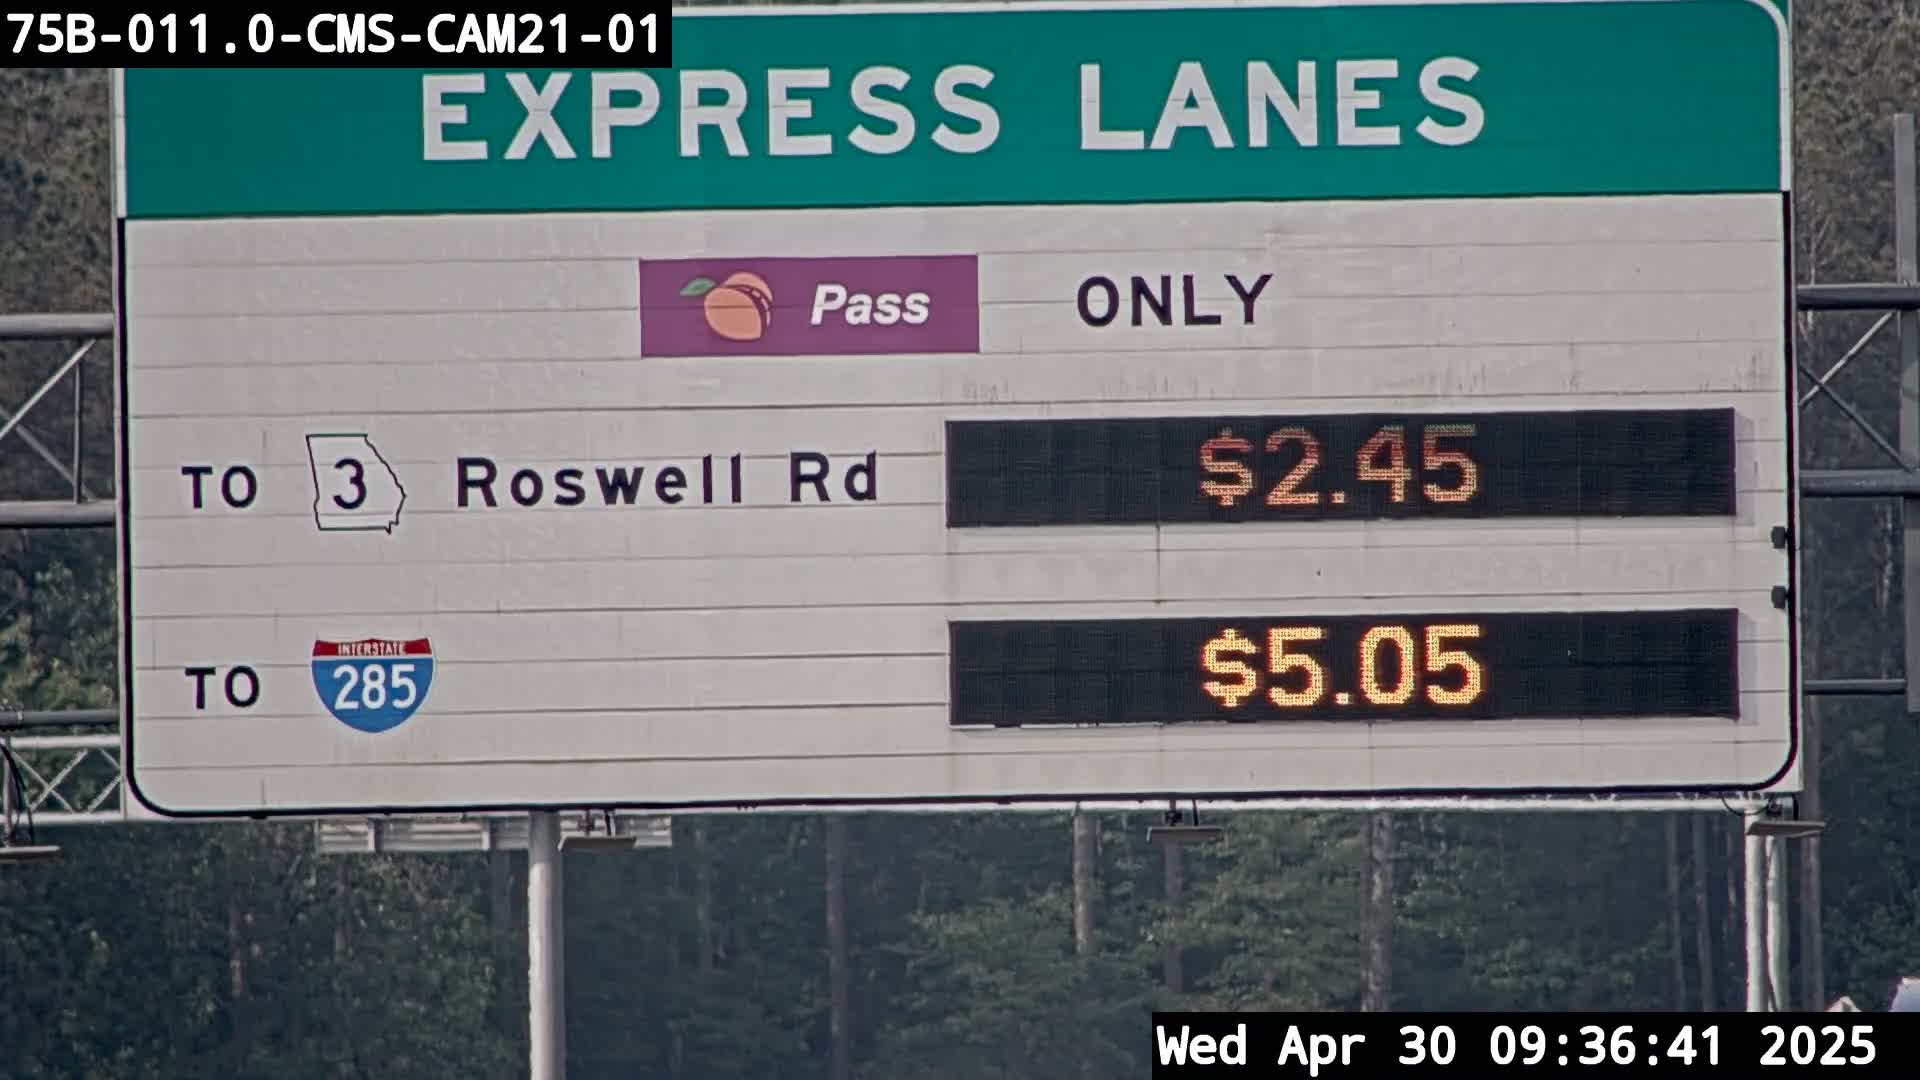 75B-011.0-CMS-CAM21-01
EXPRESS LANES
Pass ONLY
TO 3 Roswell Rd $2.45
INTERSTATE
TO 285 $5.05
Wed Apr 30 09:36:41 2025